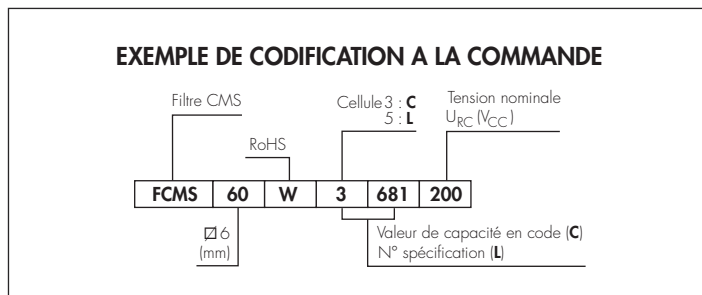 EXEMPLE DE CODIFICATION A LA COMMANDE
Filtre CMS
Cellule 3 : C
5 : L
Tension nominale
URC (VCC)
RoHS
FCMS 60 W 3 681 200
6
(mm)
Valeur de capacité en code (C)
N° spécification (L)